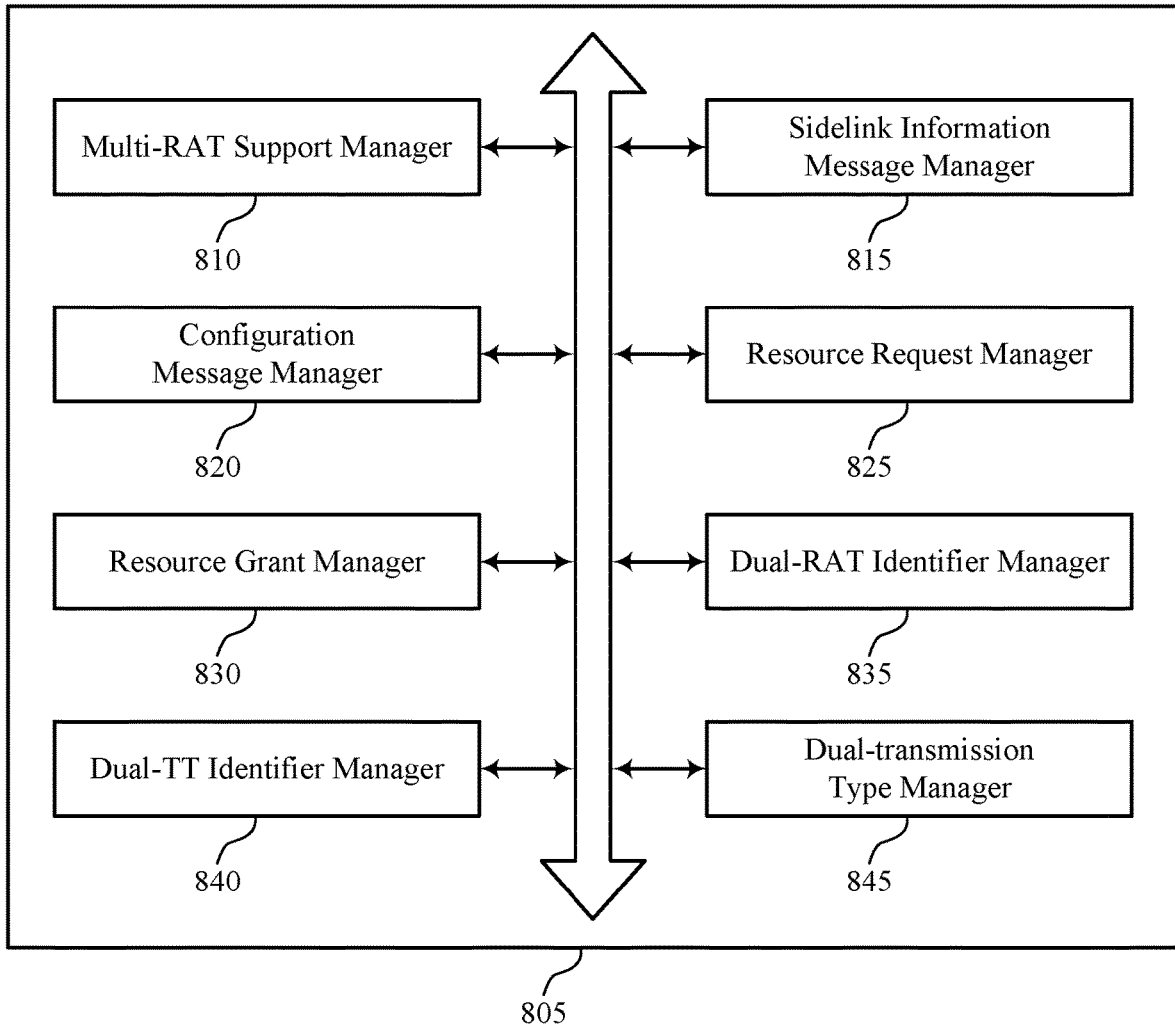 Multi-RAT Support Manager
810
Sidelink Information
Message Manager
815
Configuration
Message Manager
820
Resource Request Manager
825
Resource Grant Manager
830
Dual-RAT Identifier Manager
835
Dual-TT Identifier Manager
840
Dual-transmission
Type Manager
845
805